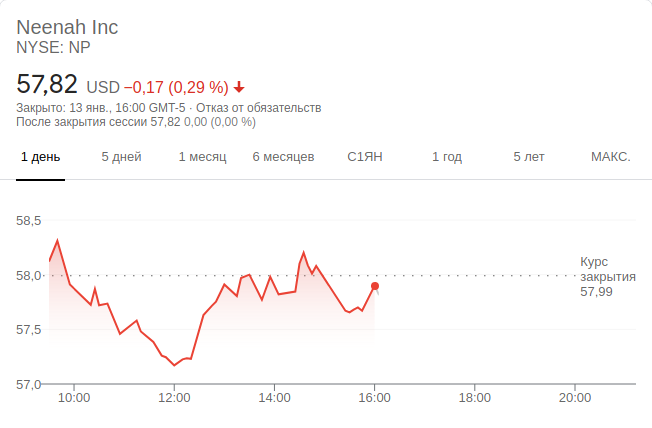 Neenah Inc
NYSE: NP
57,82 USD −0,17 (0,29 %)
Закрыто: 13 янв., 16:00 GMT-5 · Отказ от обязательств
После закрытия сессии 57,82 0,00 (0,00 %)
1 день 5 дней 1 месяц 6 месяцев С1ЯН 1 год 5 лет МАКС.
58,5
58,0
57,5
57,0
Курс
закрытия
57,99
10:00 12:00 14:00 16:00 18:00 20:00